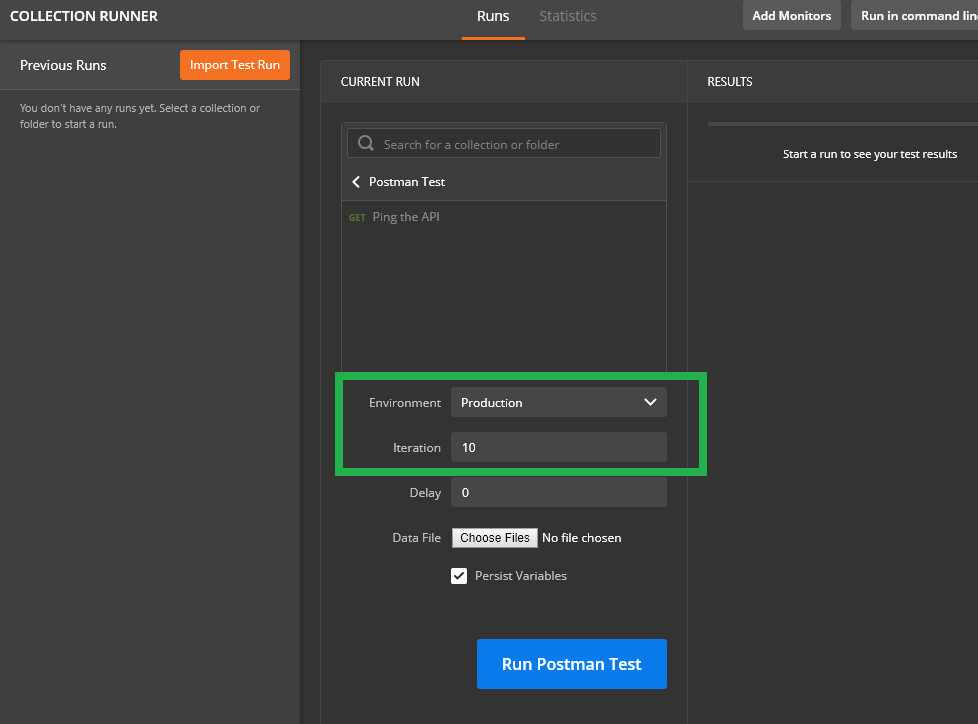 COLLECTION RUNNER
Runs
Statistics
Add Monitors
Run in command
Previous Runs
Import Test Run
You don't have any runs yet. Select a collection or
folder to start a run.
CURRENT RUN
Search for a collection or folder
Postman Test
GET Ping the API
Environment Production
Iteration 10
Delay 0
Data File Choose Files No file chosen
Persist Variables
Run Postman Test
RESULTS
Start a run to see your test results